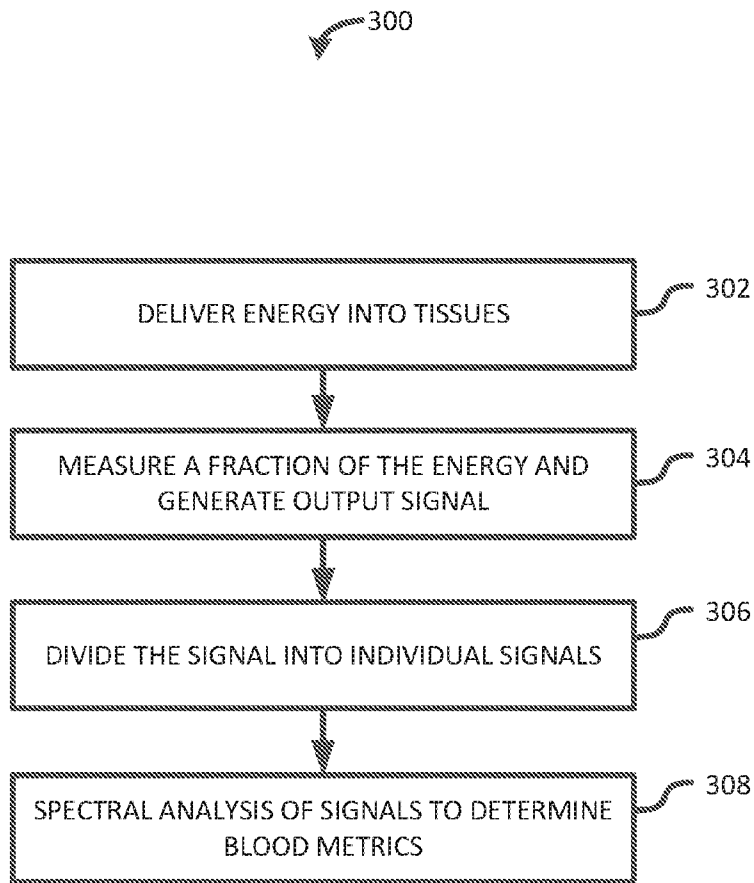 300
DELIVER ENERGY INTO TISSUES
302
MEASURE A FRACTION OF THE ENERGY AND
GENERATE OUTPUT SIGNAL
304
DIVIDE THE SIGNAL INTO INDIVIDUAL SIGNALS
306
SPECTRAL ANALYSIS OF SIGNALS TO DETERMINE
BLOOD METRICS
308